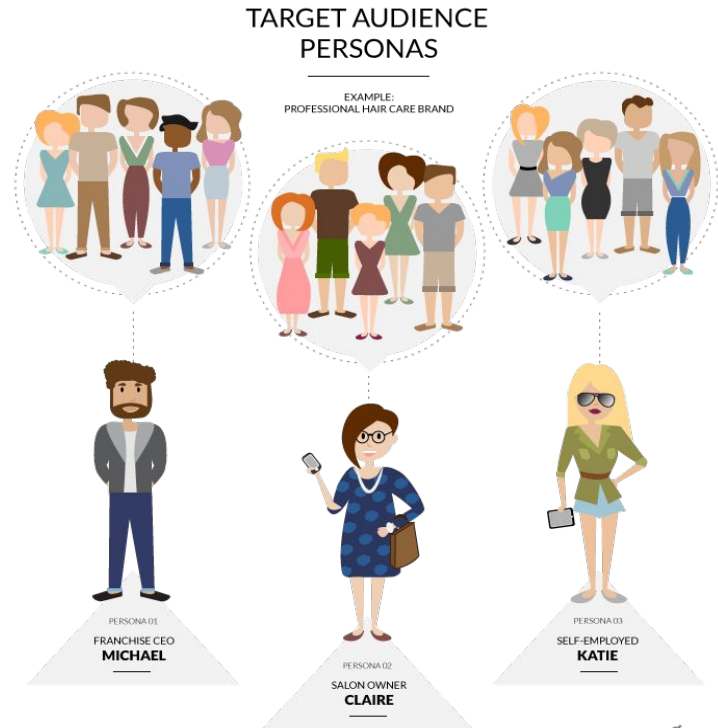 TARGET AUDIENCE
PERSONAS
EXAMPLE:
PROFESSIONAL HAIR CARE BRAND
PERSONA 01
FRANCHISE CEO
MICHAEL
PERSONA 02
SALON OWNER
CLAIRE
PERSONA 03
SELF-EMPLOYED
KATIE